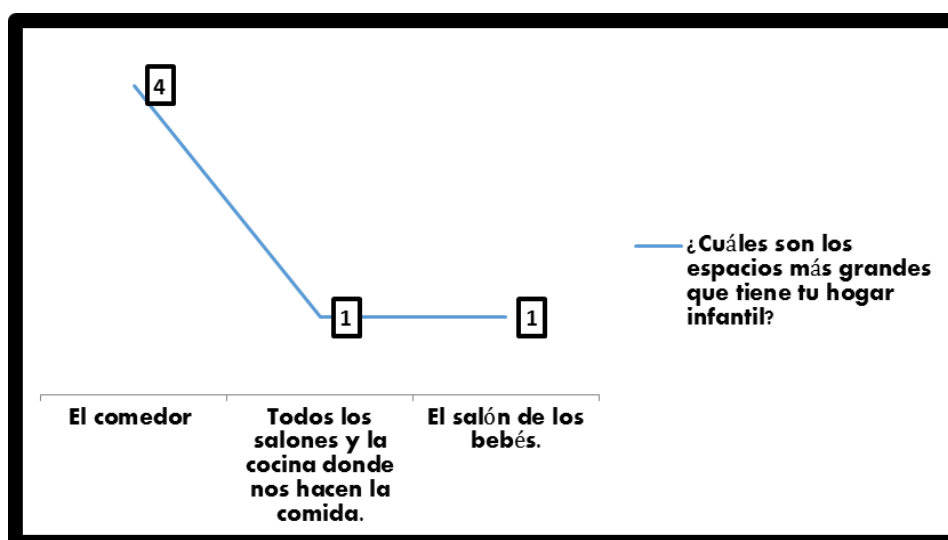 4
1
1
¿Cuáles son los
espacios más grandes
que tiene tu hogar
infantil?
El comedor
Todos los
salones y la
cocina donde
nos hacen la
comida.
El salón de los
bebés.